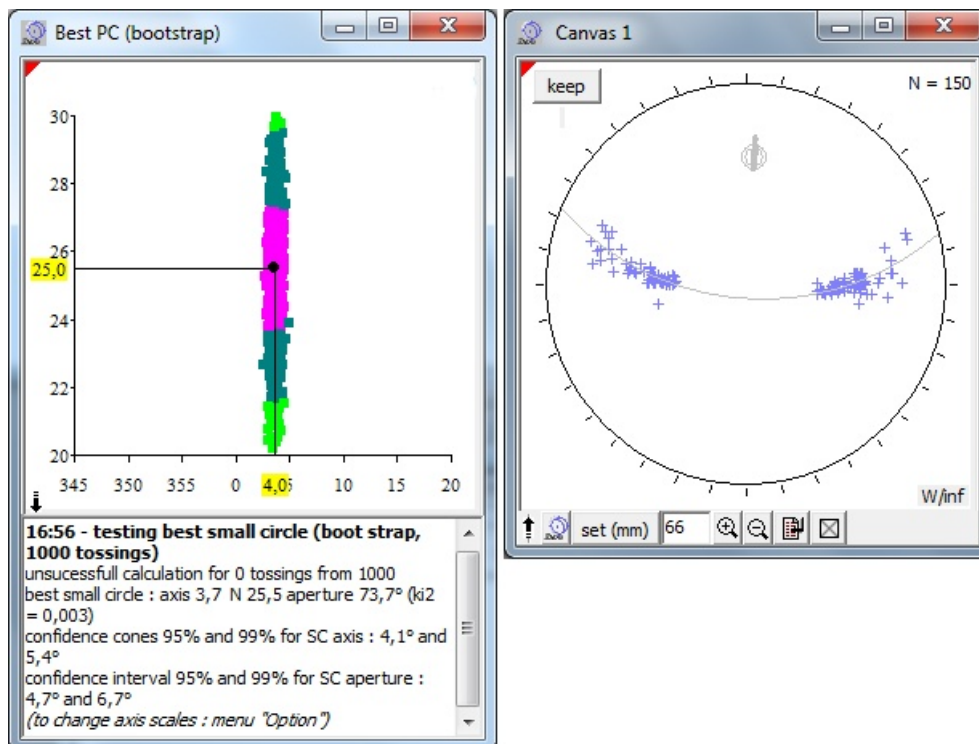 Best PC (bootstrap)
30
28
26
25,0
24
22
20
345 350 355 0 4,0 5 10 15 20
16:56 - testing best small circle (boot strap,
1000 tossings)
unsucessfull calculation for 0 tossings from 1000
best small circle : axis 3,7 N 25,5 aperture 73,7° (ki2
= 0,003)
confidence cones 95% and 99% for SC axis : 4,1° and
5,4°
confidence interval 95% and 99% for SC aperture :
4,7° and 6,7°
(to change axis scales : menu "Option")
Canvas 1
keep
N = 150
W/inf
set (mm) 66